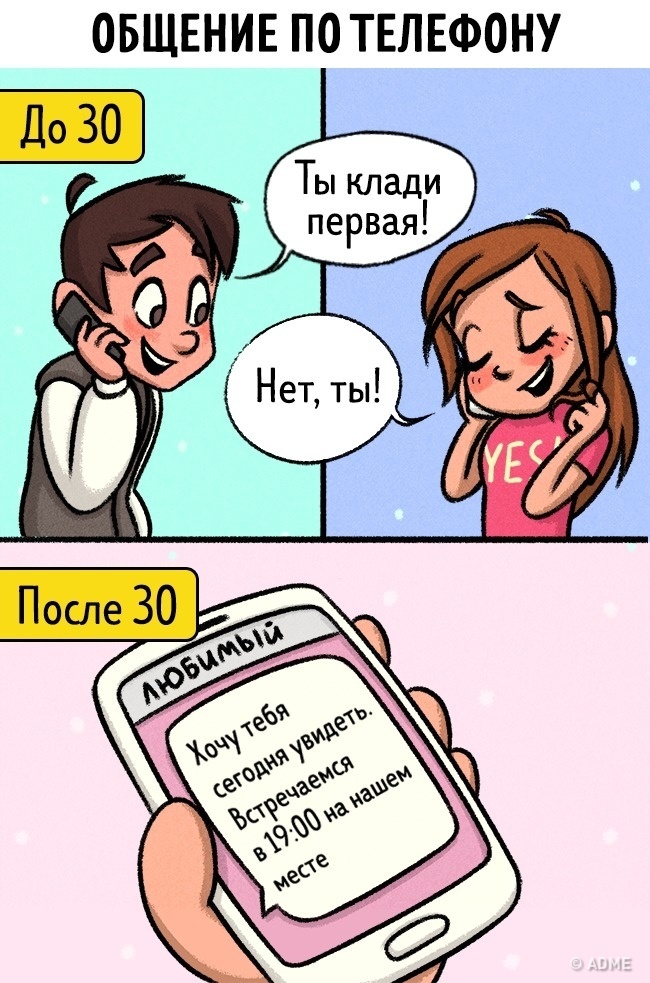 ОБЩЕНИЕ ПО ТЕЛЕФОНУ
До 30
Ты клади
первая!
Нет, ты!
YES
После 30
ЛЮБИМЫЙ
Хочу тебя
сегодня увидеть.
Встречаемся
в 19:00 на нашем
месте
© ADME